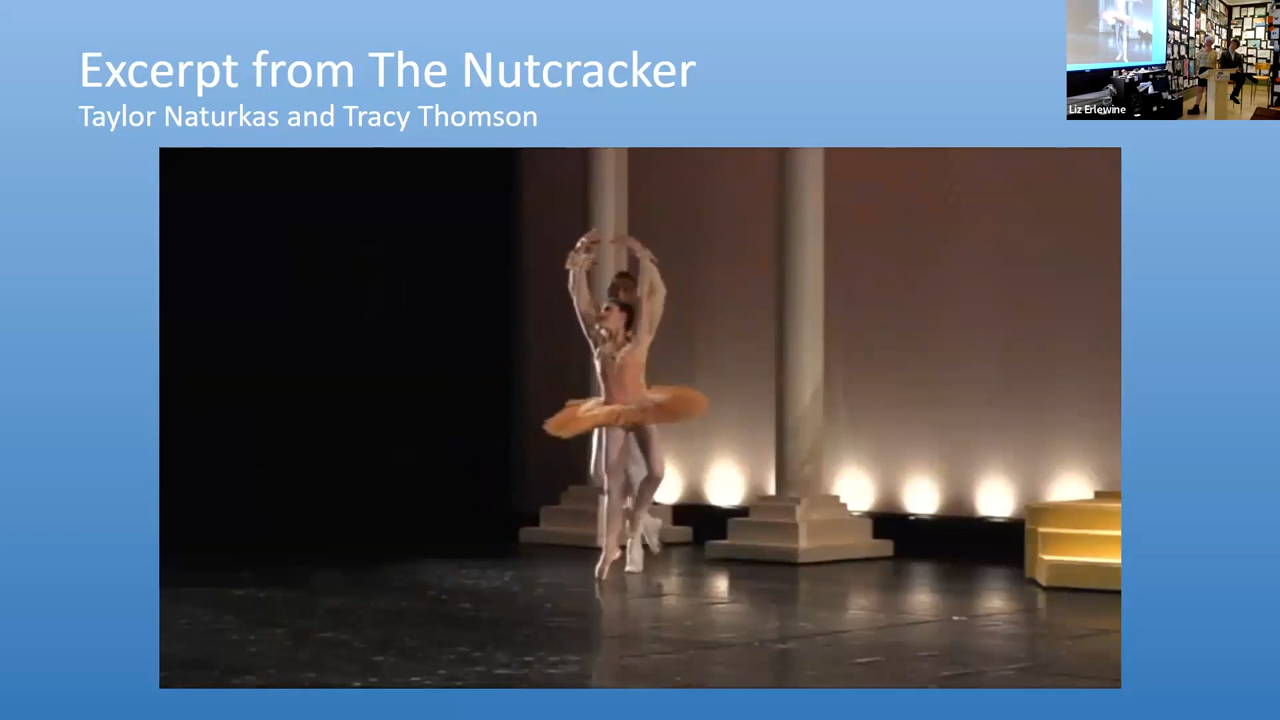 Excerpt from The Nutcracker
Taylor Naturkas and Tracy Thomson
Liz Erlewine